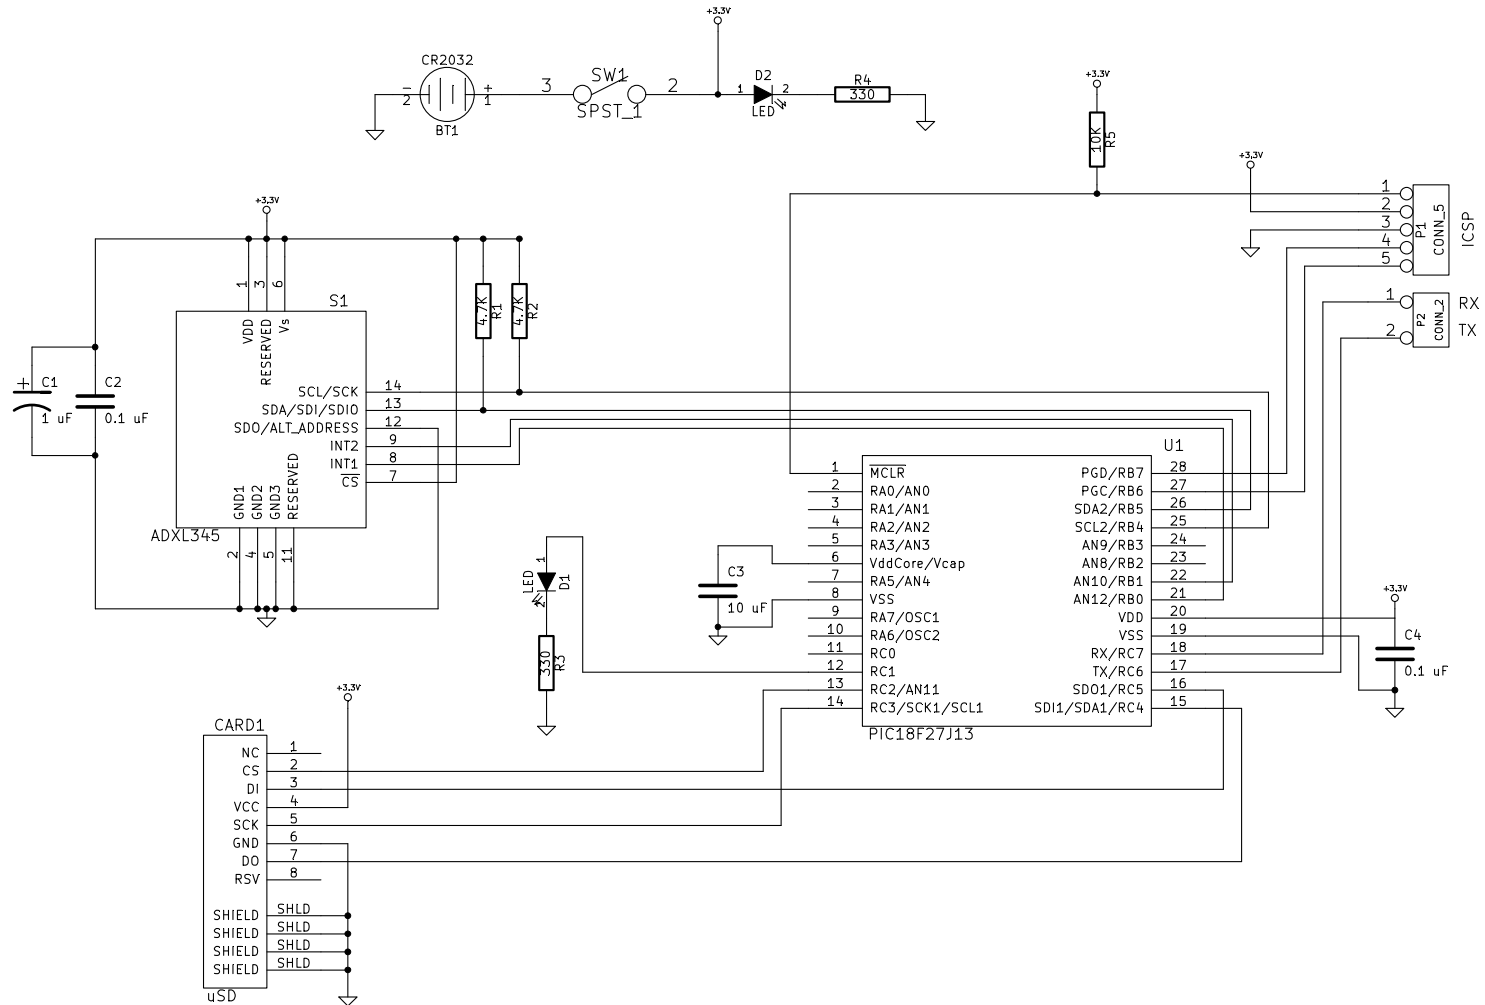 +3.3V
CR2032
- 2
+ 1
BT1
3
SW1
2
SPST_1
1
D2
2
LED
R4
330
+3.3V
10K
R5
+3.3V
1
2
3
4
5
P1
CONN_5
ICSP
1
2
P2
CONN_2
RX
TX
+3.3V
1
3
6
S1
VDD
RESERVED
Vs
4.7K
R1
4.7K
R2
+
C1
1 uF
C2
0.1 uF
SCL/SCK 14
SDA/SDI/SDIO 13
SDO/ALT_ADDRESS 12
INT2 9
INT1 8
CS 7
GND1
GND2
GND3
RESERVED
ADXL345
2
4
5
11
U1
1 MCLR
2 RA0/AN0
3 RA1/AN1
4 RA2/AN2
5 RA3/AN3
6 VddCore/Vcap
7 RA5/AN4
8 VSS
9 RA7/OSC1
10 RA6/OSC2
11 RC0
12 RC1
13 RC2/AN11
14 RC3/SCK1/SCL1
PGD/RB7 28
PGC/RB6 27
SDA2/RB5 26
SCL2/RB4 25
AN9/RB3 24
AN8/RB2 23
AN10/RB1 22
AN12/RB0 21
VDD 20
VSS 19
RX/RC7 18
TX/RC6 17
SDO1/RC5 16
SDI1/SDA1/RC4 15
PIC18F27J13
1
LED
D1
2
330
R3
C3
10 uF
+3.3V
C4
0.1 uF
+3.3V
CARD1
NC 1
CS 2
DI 3
VCC 4
SCK 5
GND 6
DO 7
RSV 8
SHIELD SHLD
SHIELD SHLD
SHIELD SHLD
SHIELD SHLD
uSD